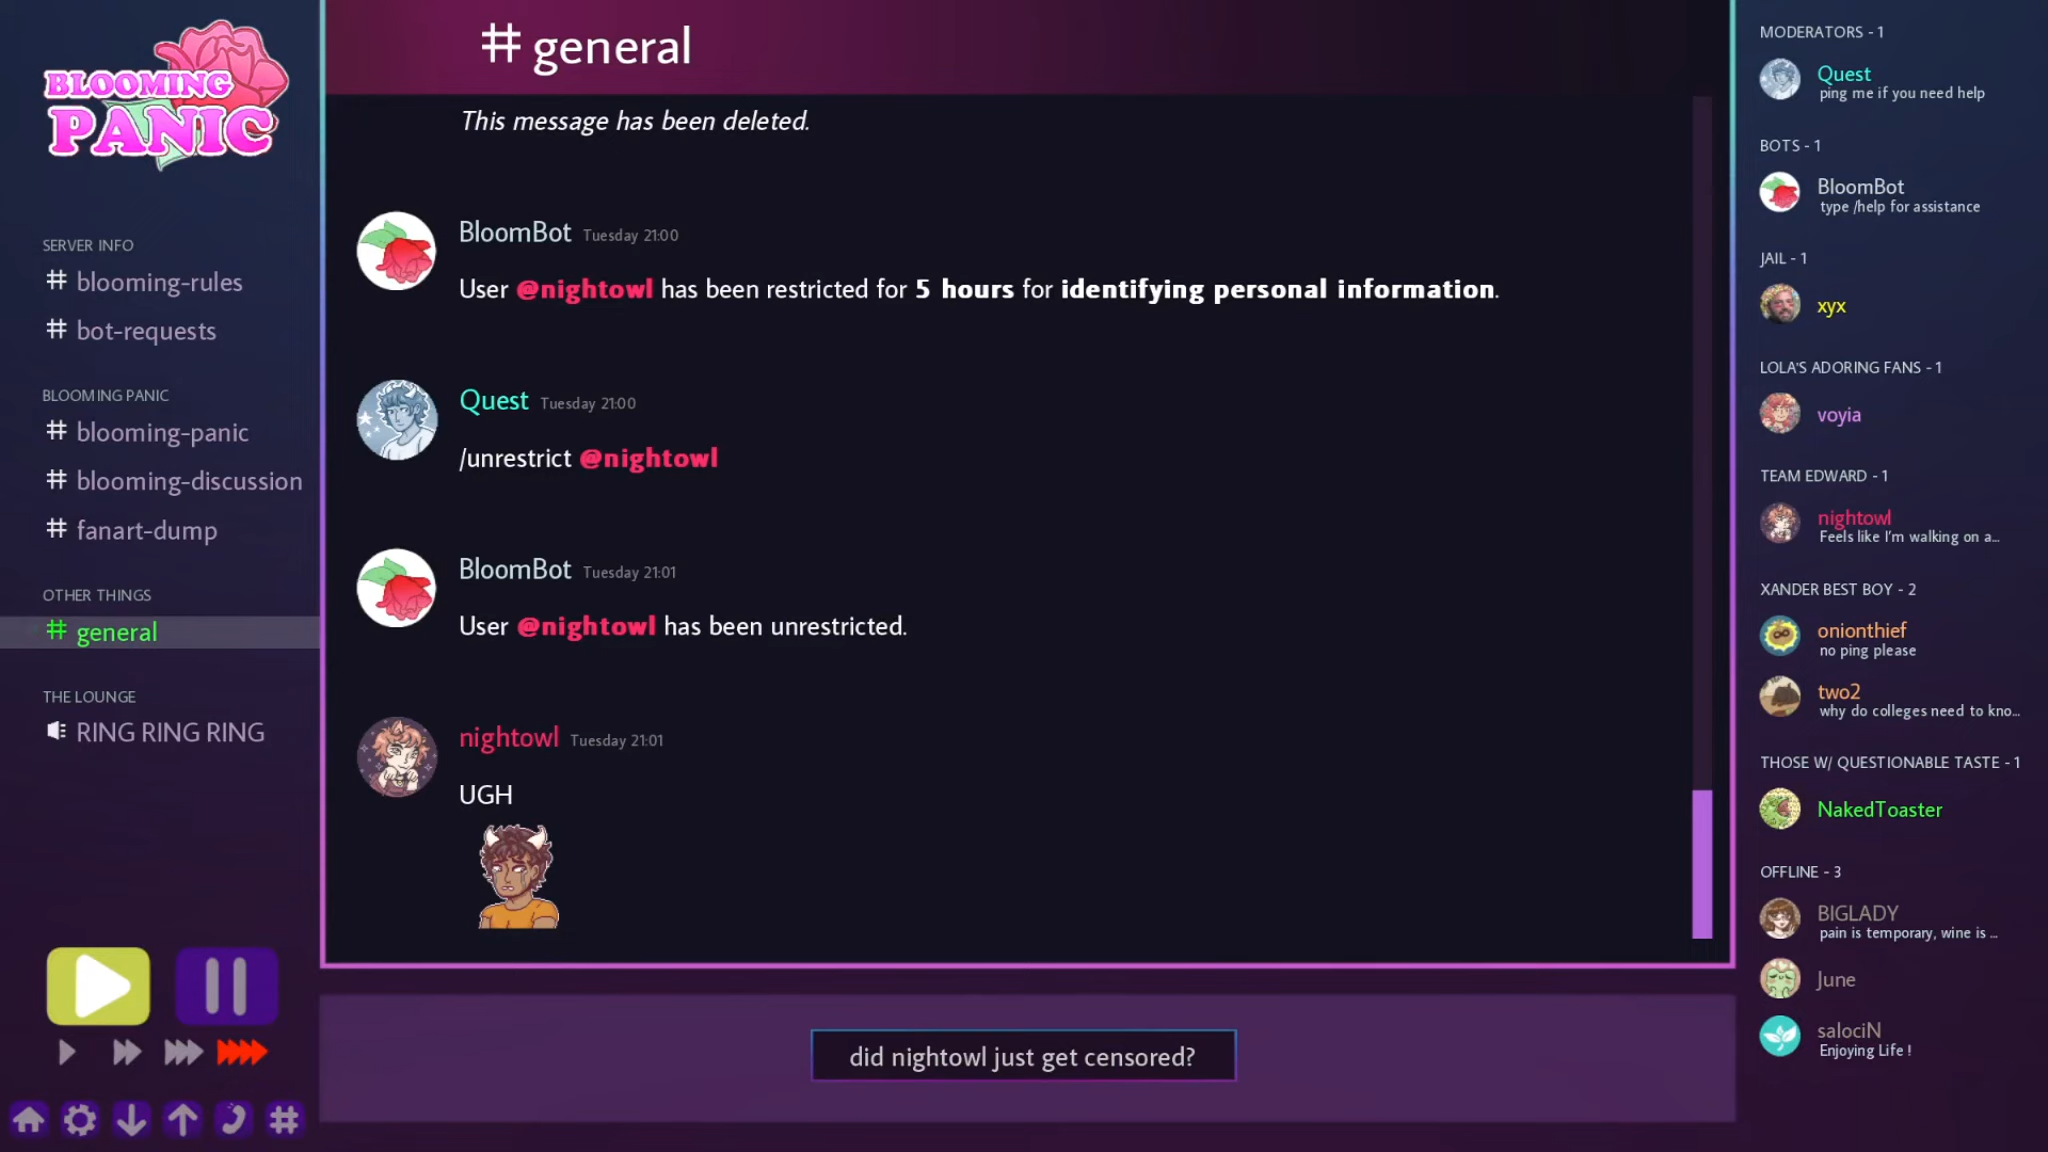 BLOOMING
PANIC
SERVER INFO
# blooming-rules
# bot-requests
BLOOMING PANIC
# blooming-panic
# blooming-discussion
# fanart-dump
OTHER THINGS
# general
THE LOUNGE
RING RING RING
# general
This message has been deleted.
BloomBot Tuesday 21:00
User @nightowl has been restricted for 5 hours for identifying personal information.
Quest Tuesday 21:00
/unrestrict @nightowl
BloomBot Tuesday 21:01
User @nightowl has been unrestricted.
nightowl Tuesday 21:01
UGH
did nightowl just get censored?
MODERATORS - 1
Quest
ping me if you need help
BOTS - 1
BloomBot
type /help for assistance
JAIL - 1
xyx
LOLA'S ADORING FANS - 1
voyia
TEAM EDWARD - 1
nightowl
Feels like I'm walking on a...
XANDER BEST BOY - 2
onionthief
no ping please
two2
why do colleges need to kno...
THOSE W/ QUESTIONABLE TASTE - 1
NakedToaster
OFFLINE - 3
BIGLADY
pain is temporary, wine is ...
June
salociN
Enjoying Life !